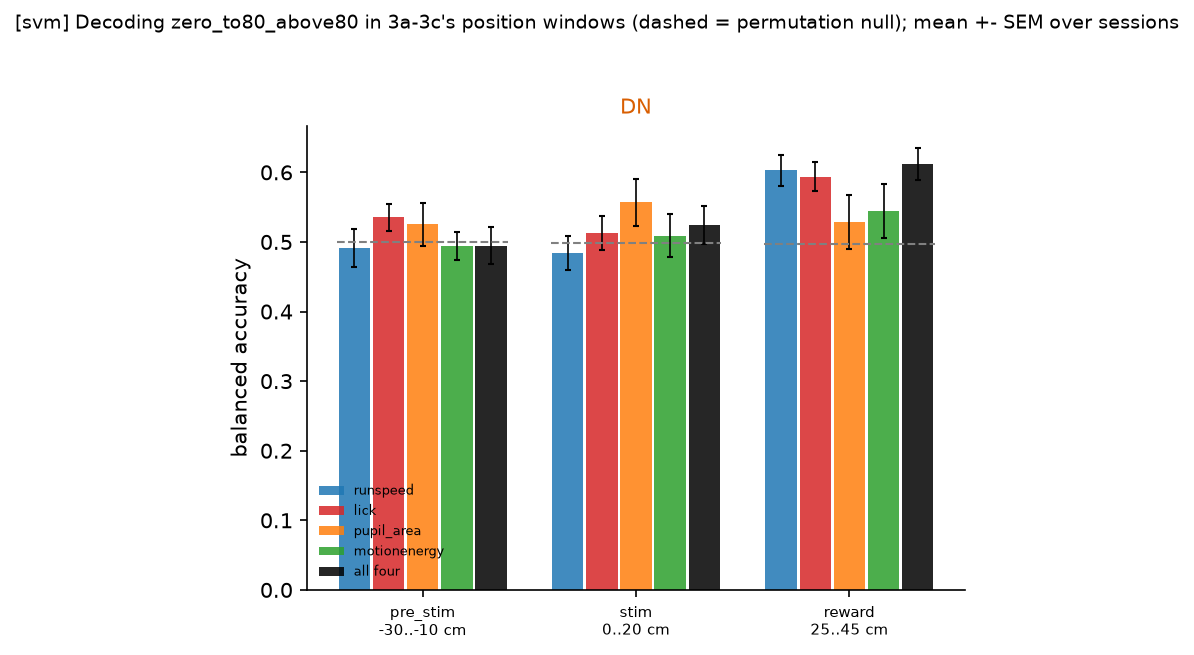 [svm] Decoding zero_to80_above80 in 3a-3c's position windows (dashed = permutation null); mean +- SEM over sessions
DN
balanced accuracy
0.6
0.5
0.4
0.3
0.2
0.1
0.0
runspeed
lick
pupil_area
motionenergy
all four
pre_stim
-30..-10 cm
stim
0..20 cm
reward
25..45 cm